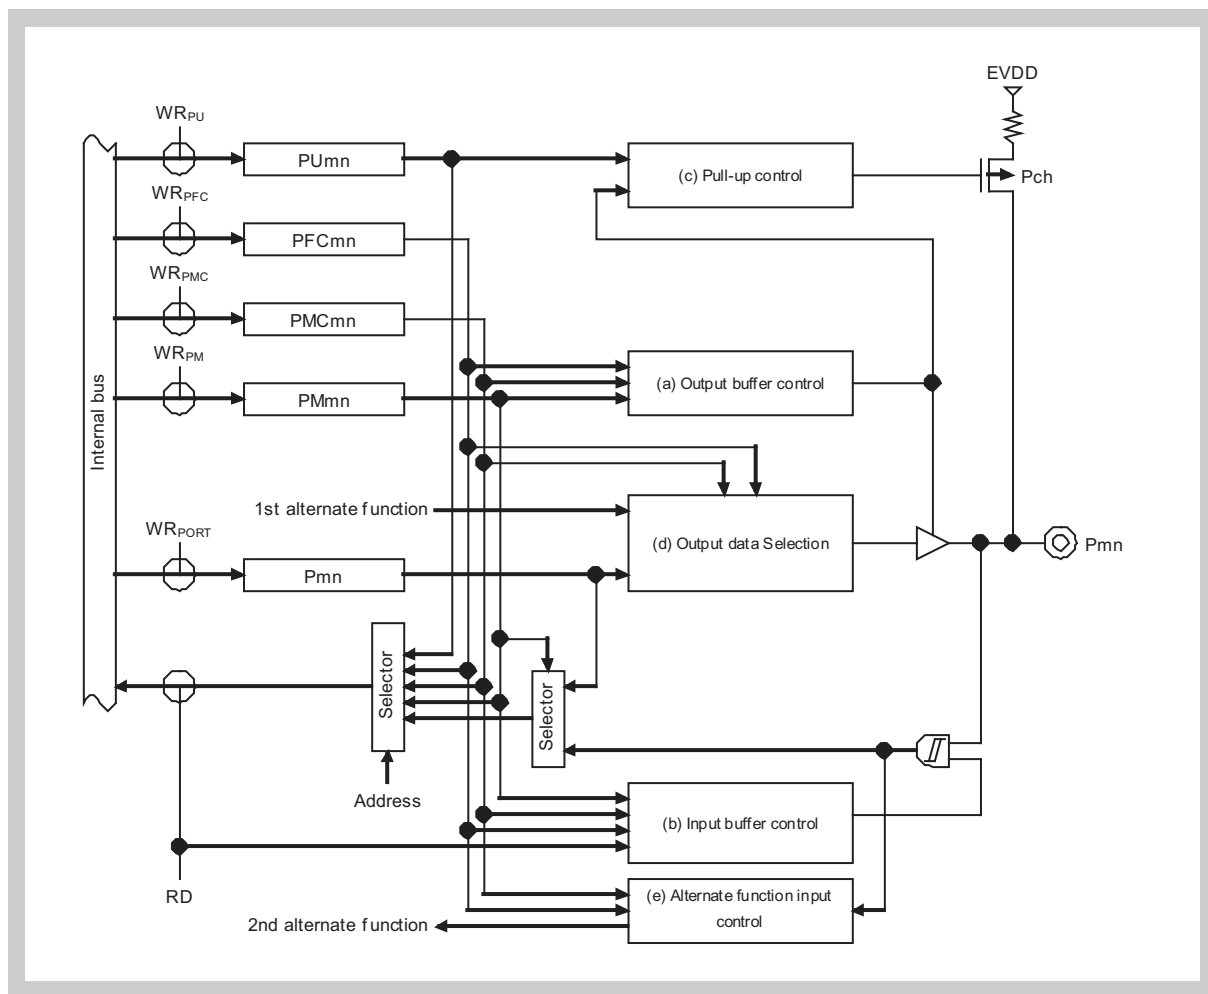 EVDD
WRPU
PUmn
(c) Pull-up control
Pch
WRPFC
PFCmn
WRPMC
PMCmn
WRPM
PMmn
(a) Output buffer control
Internal bus
1st alternate function
WRPORT
Pmn
(d) Output data Selection
Pmn
Selector
Selector
Address
(b) Input buffer control
RD
(e) Alternate function input
control
2nd alternate function